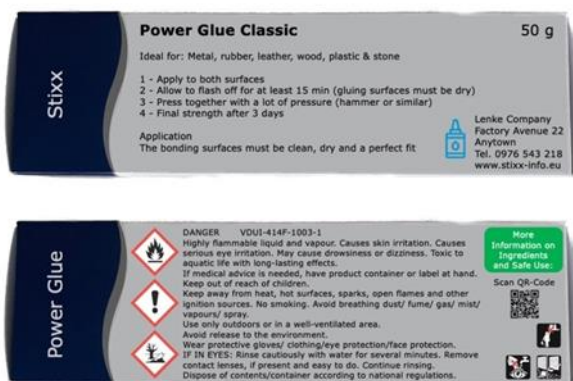 Stixx
Power Glue Classic
50 g
Ideal for: Metal, rubber, leather, wood, plastic & stone
1 - Apply to both surfaces
2 - Allow to flash off for at least 15 min (gluing surfaces must be dry)
3 - Press together with a lot of pressure (hammer or similar)
4 - Final strength after 3 days
Application
The bonding surfaces must be clean, dry and a perfect fit
Lenke Company
Factory Avenue 22
Anytown
Tel. 0976 543 218
www.stixx-info.eu
Power Glue
DANGER VDUI-414F-1003-1
Highly flammable liquid and vapour. Causes skin irritation. Causes
serious eye irritation. May cause drowsiness or dizziness. Toxic to
aquatic life with long-lasting effects.
If medical advice is needed, have product container or label at hand.
Keep out of reach of children.
Keep away from heat, hot surfaces, sparks, open flames and other
ignition sources. No smoking. Avoid breathing dust/ fume/ gas/ mist/
vapours/ spray.
Use only outdoors or in a well-ventilated area.
Avoid release to the environment.
Wear protective gloves/ clothing/eye protection/face protection.
IF IN EYES: Rinse cautiously with water for several minutes. Remove
contact lenses, if present and easy to do. Continue rinsing.
Dispose of contents/container according to national regulations.
More
Information on
Ingredients
and Safe Use:
Scan QR-Code